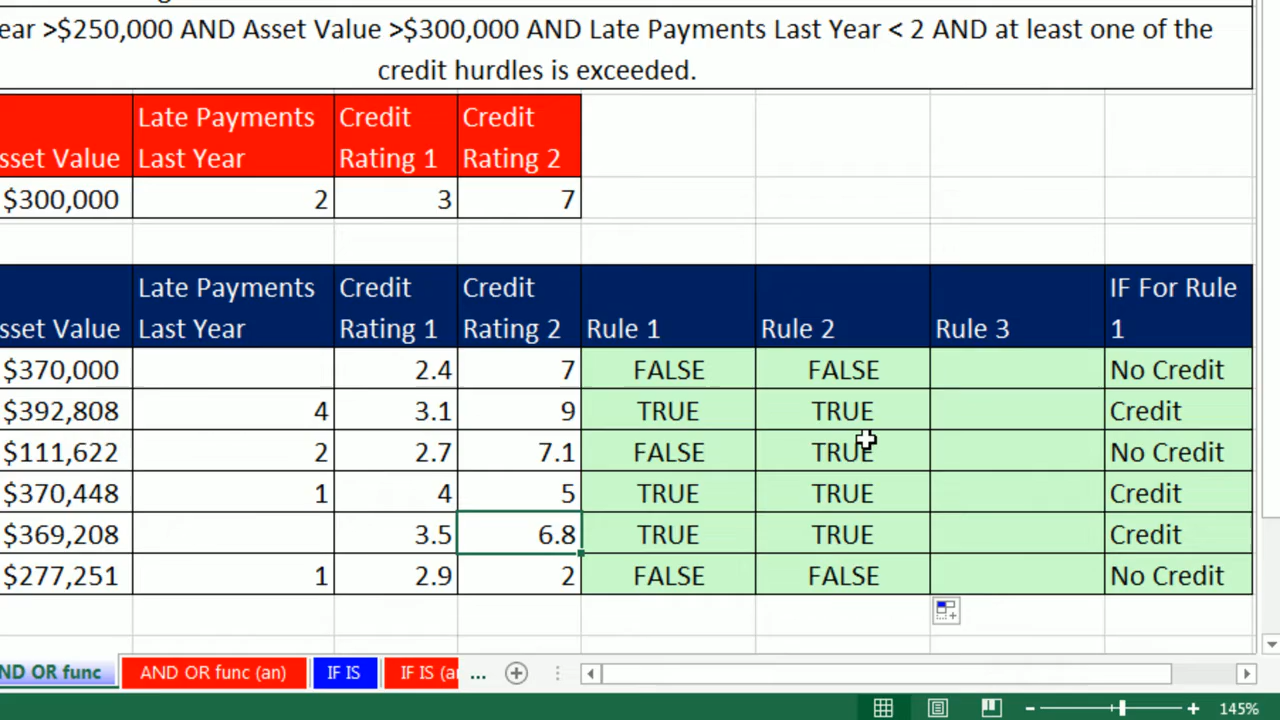 ear >$250,000 AND Asset Value >$300,000 AND Late Payments Last Year < 2 AND at least one of the
credit hurdles is exceeded.
Late Payments Credit Credit
sset Value Last Year Rating 1 Rating 2
$300,000 2 3 7
Late Payments Credit Credit IF For Rule
sset Value Last Year Rating 1 Rating 2 Rule 1 Rule 2 Rule 3 1
$370,000 2.4 7 FALSE FALSE No Credit
$392,808 4 3.1 9 TRUE TRUE Credit
$111,622 2 2.7 7.1 FALSE TRUE No Credit
$370,448 1 4 5 TRUE TRUE Credit
$369,208 3.5 6.8 TRUE TRUE Credit
$277,251 1 2.9 2 FALSE FALSE No Credit
ND OR func AND OR func (an) IF IS IF IS (a ...
145%